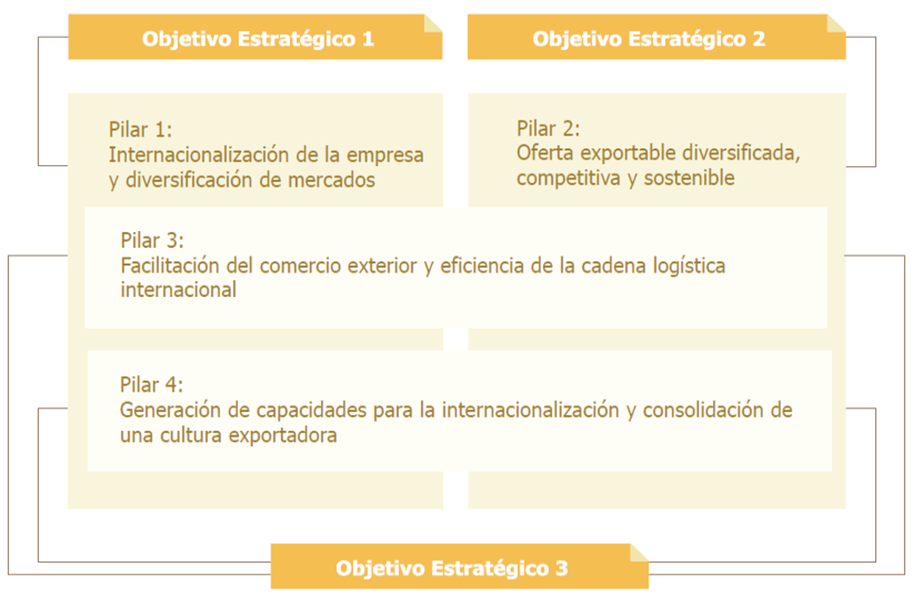 Objetivo Estratégico 1
Objetivo Estratégico 2
Pilar 1:
Internacionalización de la empresa
y diversificación de mercados
Pilar 2:
Oferta exportable diversificada,
competitiva y sostenible
Pilar 3:
Facilitación del comercio exterior y eficiencia de la cadena logística
internacional
Pilar 4:
Generación de capacidades para la internacionalización y consolidación de
una cultura exportadora
Objetivo Estratégico 3